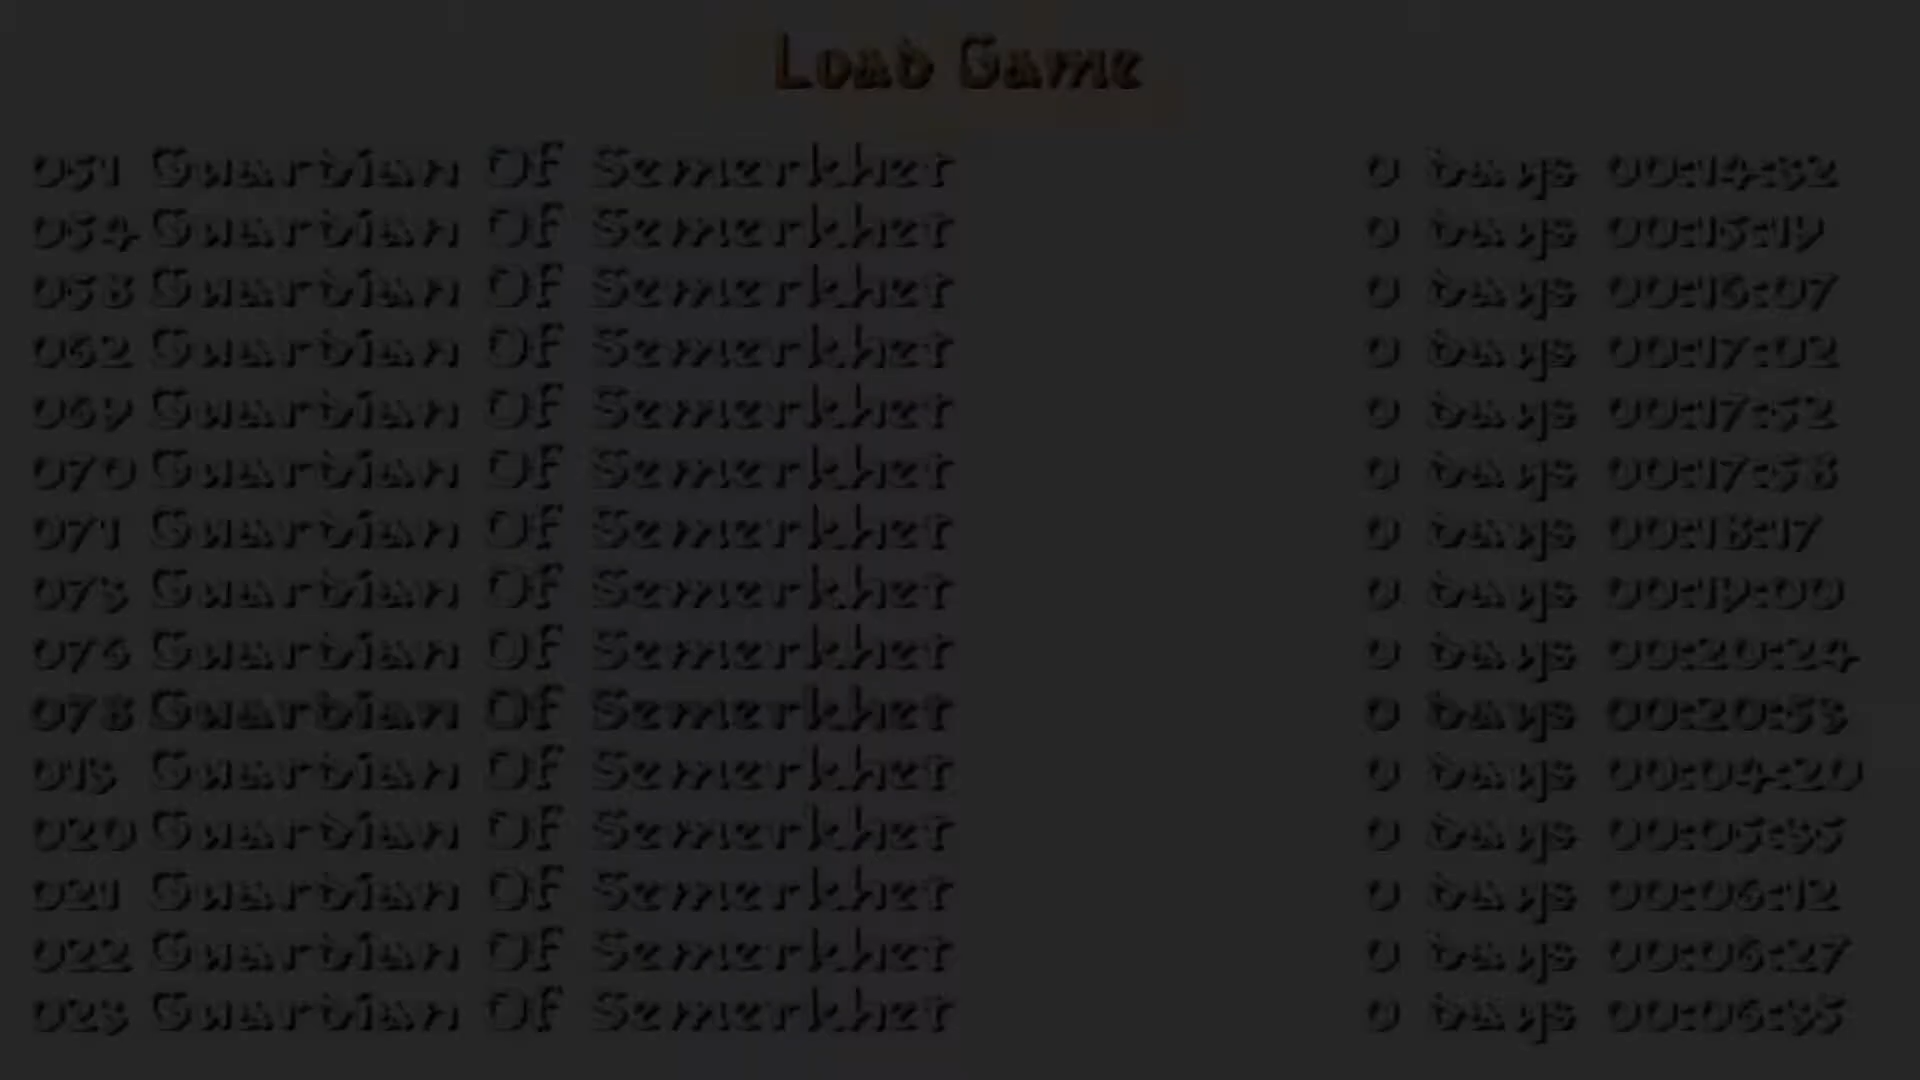 Load Game
051 Guardian Of Semerkhet 0 days 00:14:32
054 Guardian Of Semerkhet 0 days 00:15:19
058 Guardian Of Semerkhet 0 days 00:16:07
062 Guardian Of Semerkhet 0 days 00:17:02
069 Guardian Of Semerkhet 0 days 00:17:52
070 Guardian Of Semerkhet 0 days 00:17:58
071 Guardian Of Semerkhet 0 days 00:18:17
073 Guardian Of Semerkhet 0 days 00:19:00
076 Guardian Of Semerkhet 0 days 00:20:24
078 Guardian Of Semerkhet 0 days 00:20:53
013 Guardian Of Semerkhet 0 days 00:04:20
020 Guardian Of Semerkhet 0 days 00:05:35
021 Guardian Of Semerkhet 0 days 00:06:12
022 Guardian Of Semerkhet 0 days 00:06:27
023 Guardian Of Semerkhet 0 days 00:06:35